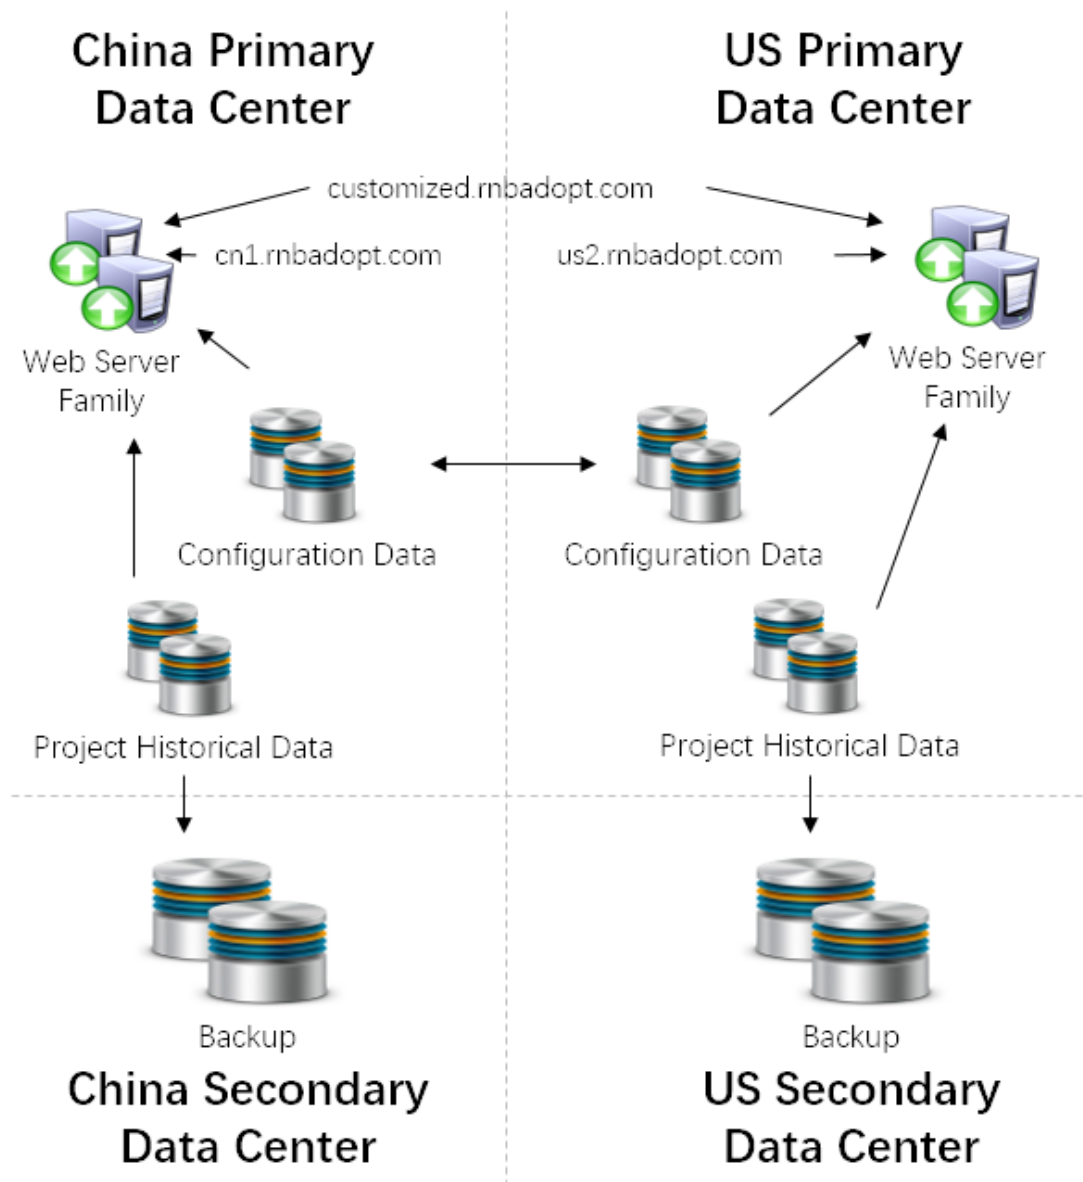 China Primary
Data Center
US Primary
Data Center
customized.rnbadopt.com
cn1.rnbadopt.com
us2.rnbadopt.com
Web Server
Family
Web Server
Family
Configuration Data
Configuration Data
Project Historical Data
Project Historical Data
Backup
Backup
China Secondary
Data Center
US Secondary
Data Center